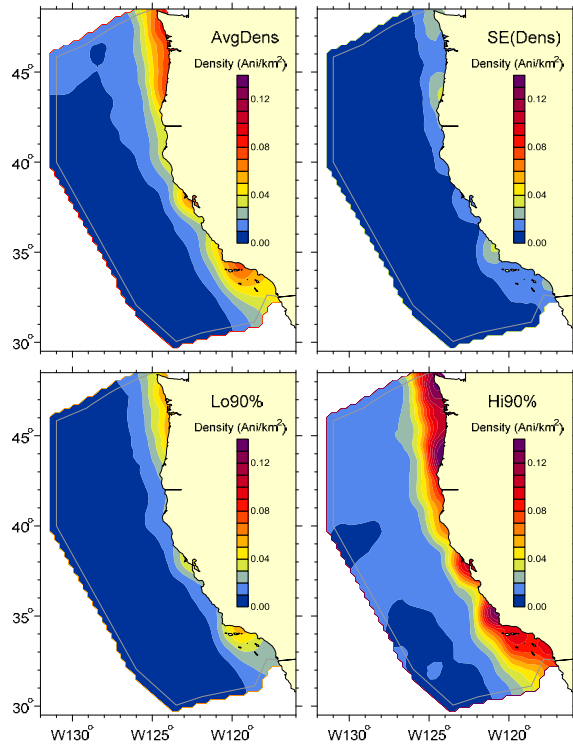 AvgDens
Density (Ani/km²)
0.12
0.08
0.04
0.00
45°
40°
35°
30°
SE(Dens)
Density (Ani/km²)
0.12
0.08
0.04
0.00
Lo90%
Density (Ani/km²)
0.12
0.08
0.04
0.00
45°
40°
35°
30°
W130°
W125°
W120°
Hi90%
Density (Ani/km²)
0.12
0.08
0.04
0.00
W130°
W125°
W120°